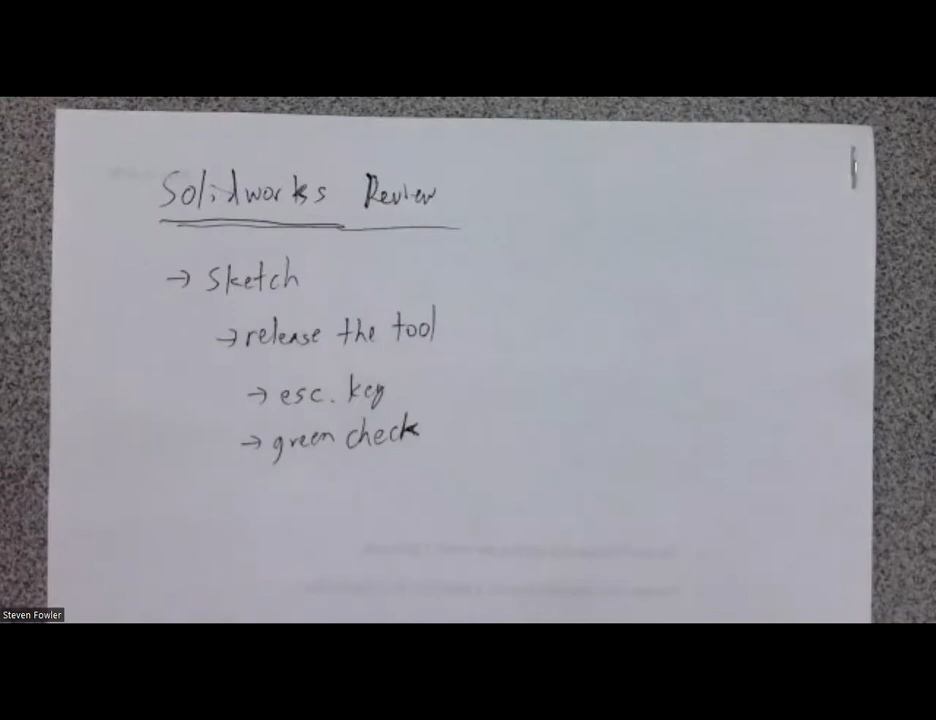 Solidworks Review
→ Sketch
→ release the tool
→ esc. key
→ green check
Steven Fowler